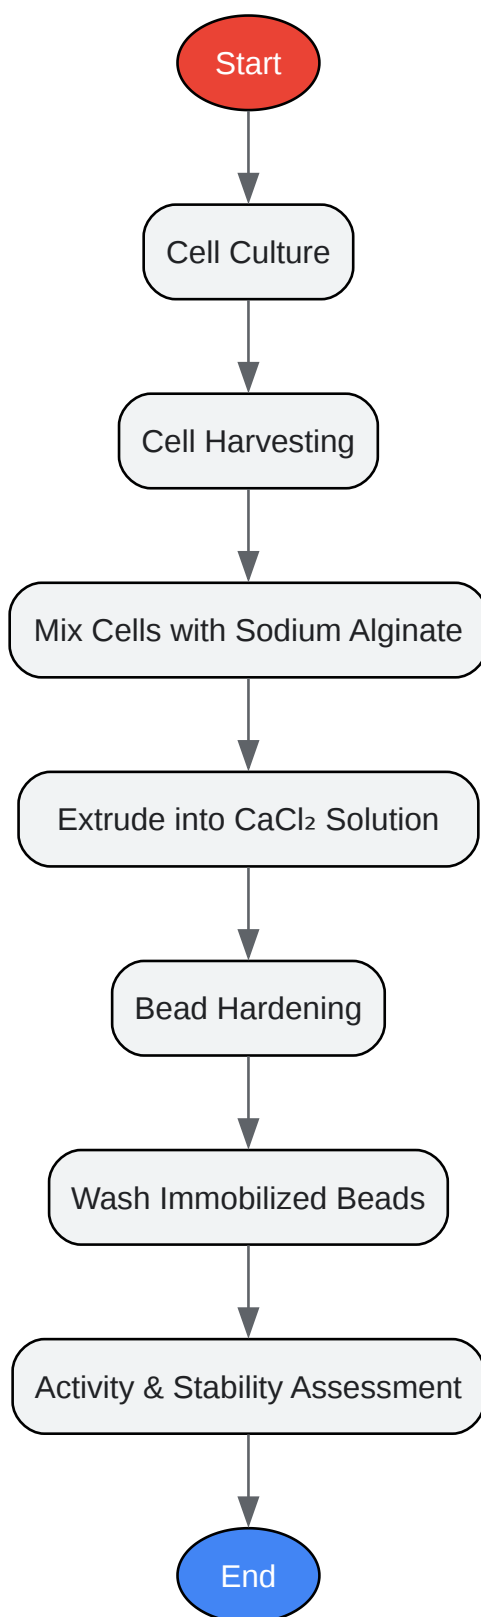 Start
Cell Culture
Cell Harvesting
Mix Cells with Sodium Alginate
Extrude into CaCl₂ Solution
Bead Hardening
Wash Immobilized Beads
Activity & Stability Assessment
End